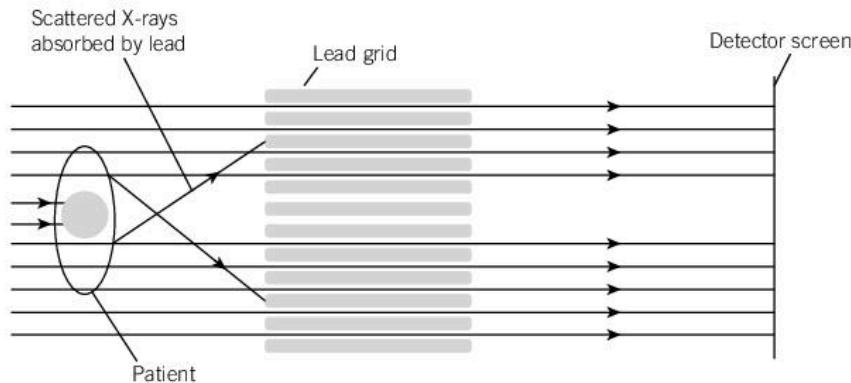 Scattered X-rays
absorbed by lead
Lead grid
Detector screen
Patient